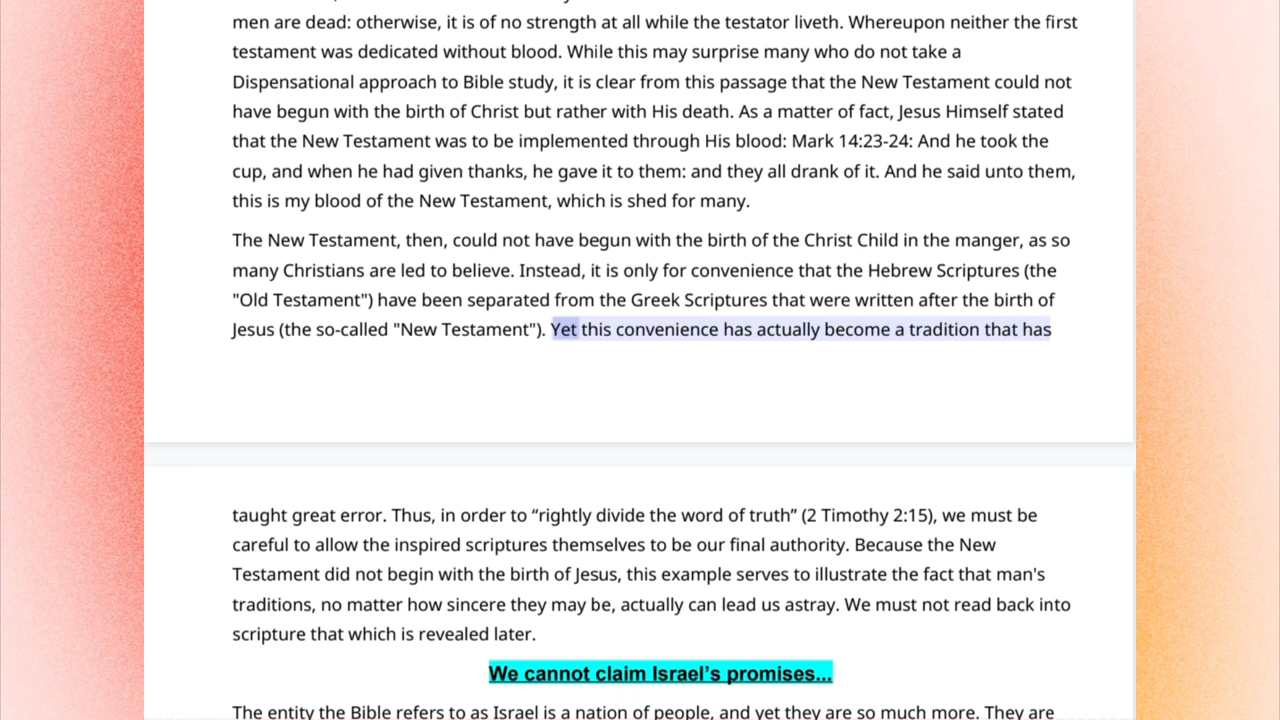 men are dead: otherwise, it is of no strength at all while the testator liveth. Whereupon neither the first
testament was dedicated without blood. While this may surprise many who do not take a
Dispensational approach to Bible study, it is clear from this passage that the New Testament could not
have begun with the birth of Christ but rather with His death. As a matter of fact, Jesus Himself stated
that the New Testament was to be implemented through His blood: Mark 14:23-24: And he took the
cup, and when he had given thanks, he gave it to them: and they all drank of it. And he said unto them,
this is my blood of the New Testament, which is shed for many.
The New Testament, then, could not have begun with the birth of the Christ Child in the manger, as so
many Christians are led to believe. Instead, it is only for convenience that the Hebrew Scriptures (the
"Old Testament") have been separated from the Greek Scriptures that were written after the birth of
Jesus (the so-called "New Testament"). Yet this convenience has actually become a tradition that has
taught great error. Thus, in order to “rightly divide the word of truth” (2 Timothy 2:15), we must be
careful to allow the inspired scriptures themselves to be our final authority. Because the New
Testament did not begin with the birth of Jesus, this example serves to illustrate the fact that man's
traditions, no matter how sincere they may be, actually can lead us astray. We must not read back into
scripture that which is revealed later.
We cannot claim Israel’s promises...
The entity the Bible refers to as Israel is a nation of people, and yet they are so much more. They are